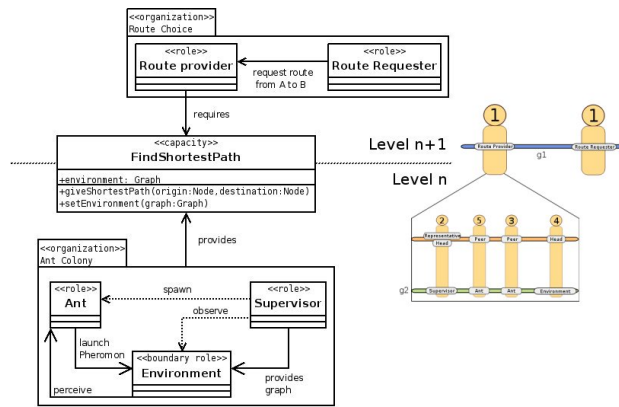 <<organization>>
Route Choice
<<role>>
Route provider
<<role>>
Route Requester
request route
from A to B
requires
<<capacity>>
FindShortestPath
+environment: Graph
+giveShortestPath(origin:Node,destination:Node)
+setEnvironment(graph:Graph)
Level n+1
Level n
provides
<<organization>>
Ant Colony
<<role>>
Ant
<<role>>
Supervisor
spawn
observe
launch
Pheromon
<<boundary role>>
Environment
perceive
provides
graph
1
1
Route Provider
Route Requester
g1
2
5
3
4
Representative
Head
Peer
Peer
Head
g2
Supervisor
Ant
Ant
Environment